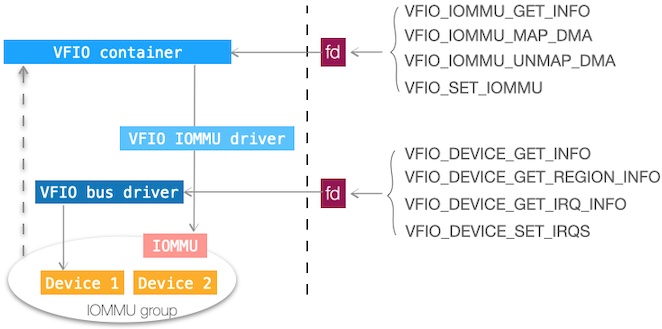 VFIO container
fd
VFIO_IOMMU_GET_INFO
VFIO_IOMMU_MAP_DMA
VFIO_IOMMU_UNMAP_DMA
VFIO_SET_IOMMU
VFIO IOMMU driver
VFIO bus driver
fd
VFIO_DEVICE_GET_INFO
VFIO_DEVICE_GET_REGION_INFO
VFIO_DEVICE_GET_IRQ_INFO
VFIO_DEVICE_SET_IRQS
IOMMU
Device 1
Device 2
IOMMU group